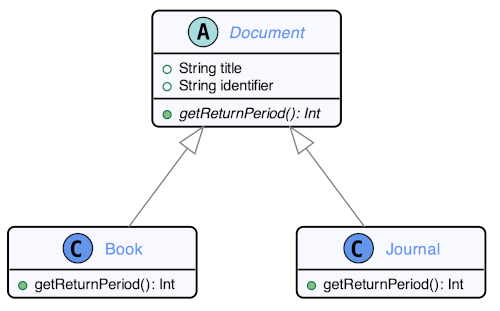 A Document
String title
String identifier
getReturnPeriod(): Int
C Book
getReturnPeriod(): Int
C Journal
getReturnPeriod(): Int